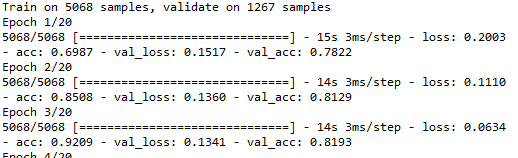 Train on 5068 samples, validate on 1267 samples
Epoch 1/20
5068/5068 [==============================] - 15s 3ms/step - loss: 0.2003
- acc: 0.6987 - val_loss: 0.1517 - val_acc: 0.7822
Epoch 2/20
5068/5068 [==============================] - 14s 3ms/step - loss: 0.1110
- acc: 0.8508 - val_loss: 0.1360 - val_acc: 0.8129
Epoch 3/20
5068/5068 [==============================] - 14s 3ms/step - loss: 0.0634
- acc: 0.9209 - val_loss: 0.1341 - val_acc: 0.8193
Epoch 4/20